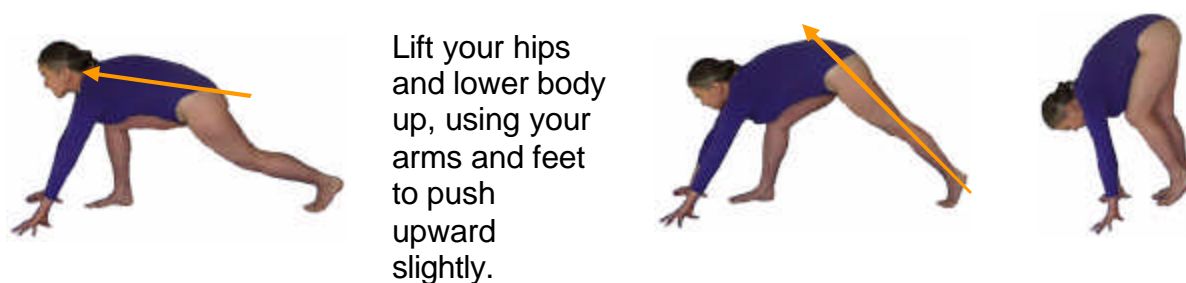 Lift your hips
and lower body
up, using your
arms and feet
to push
upward
slightly.